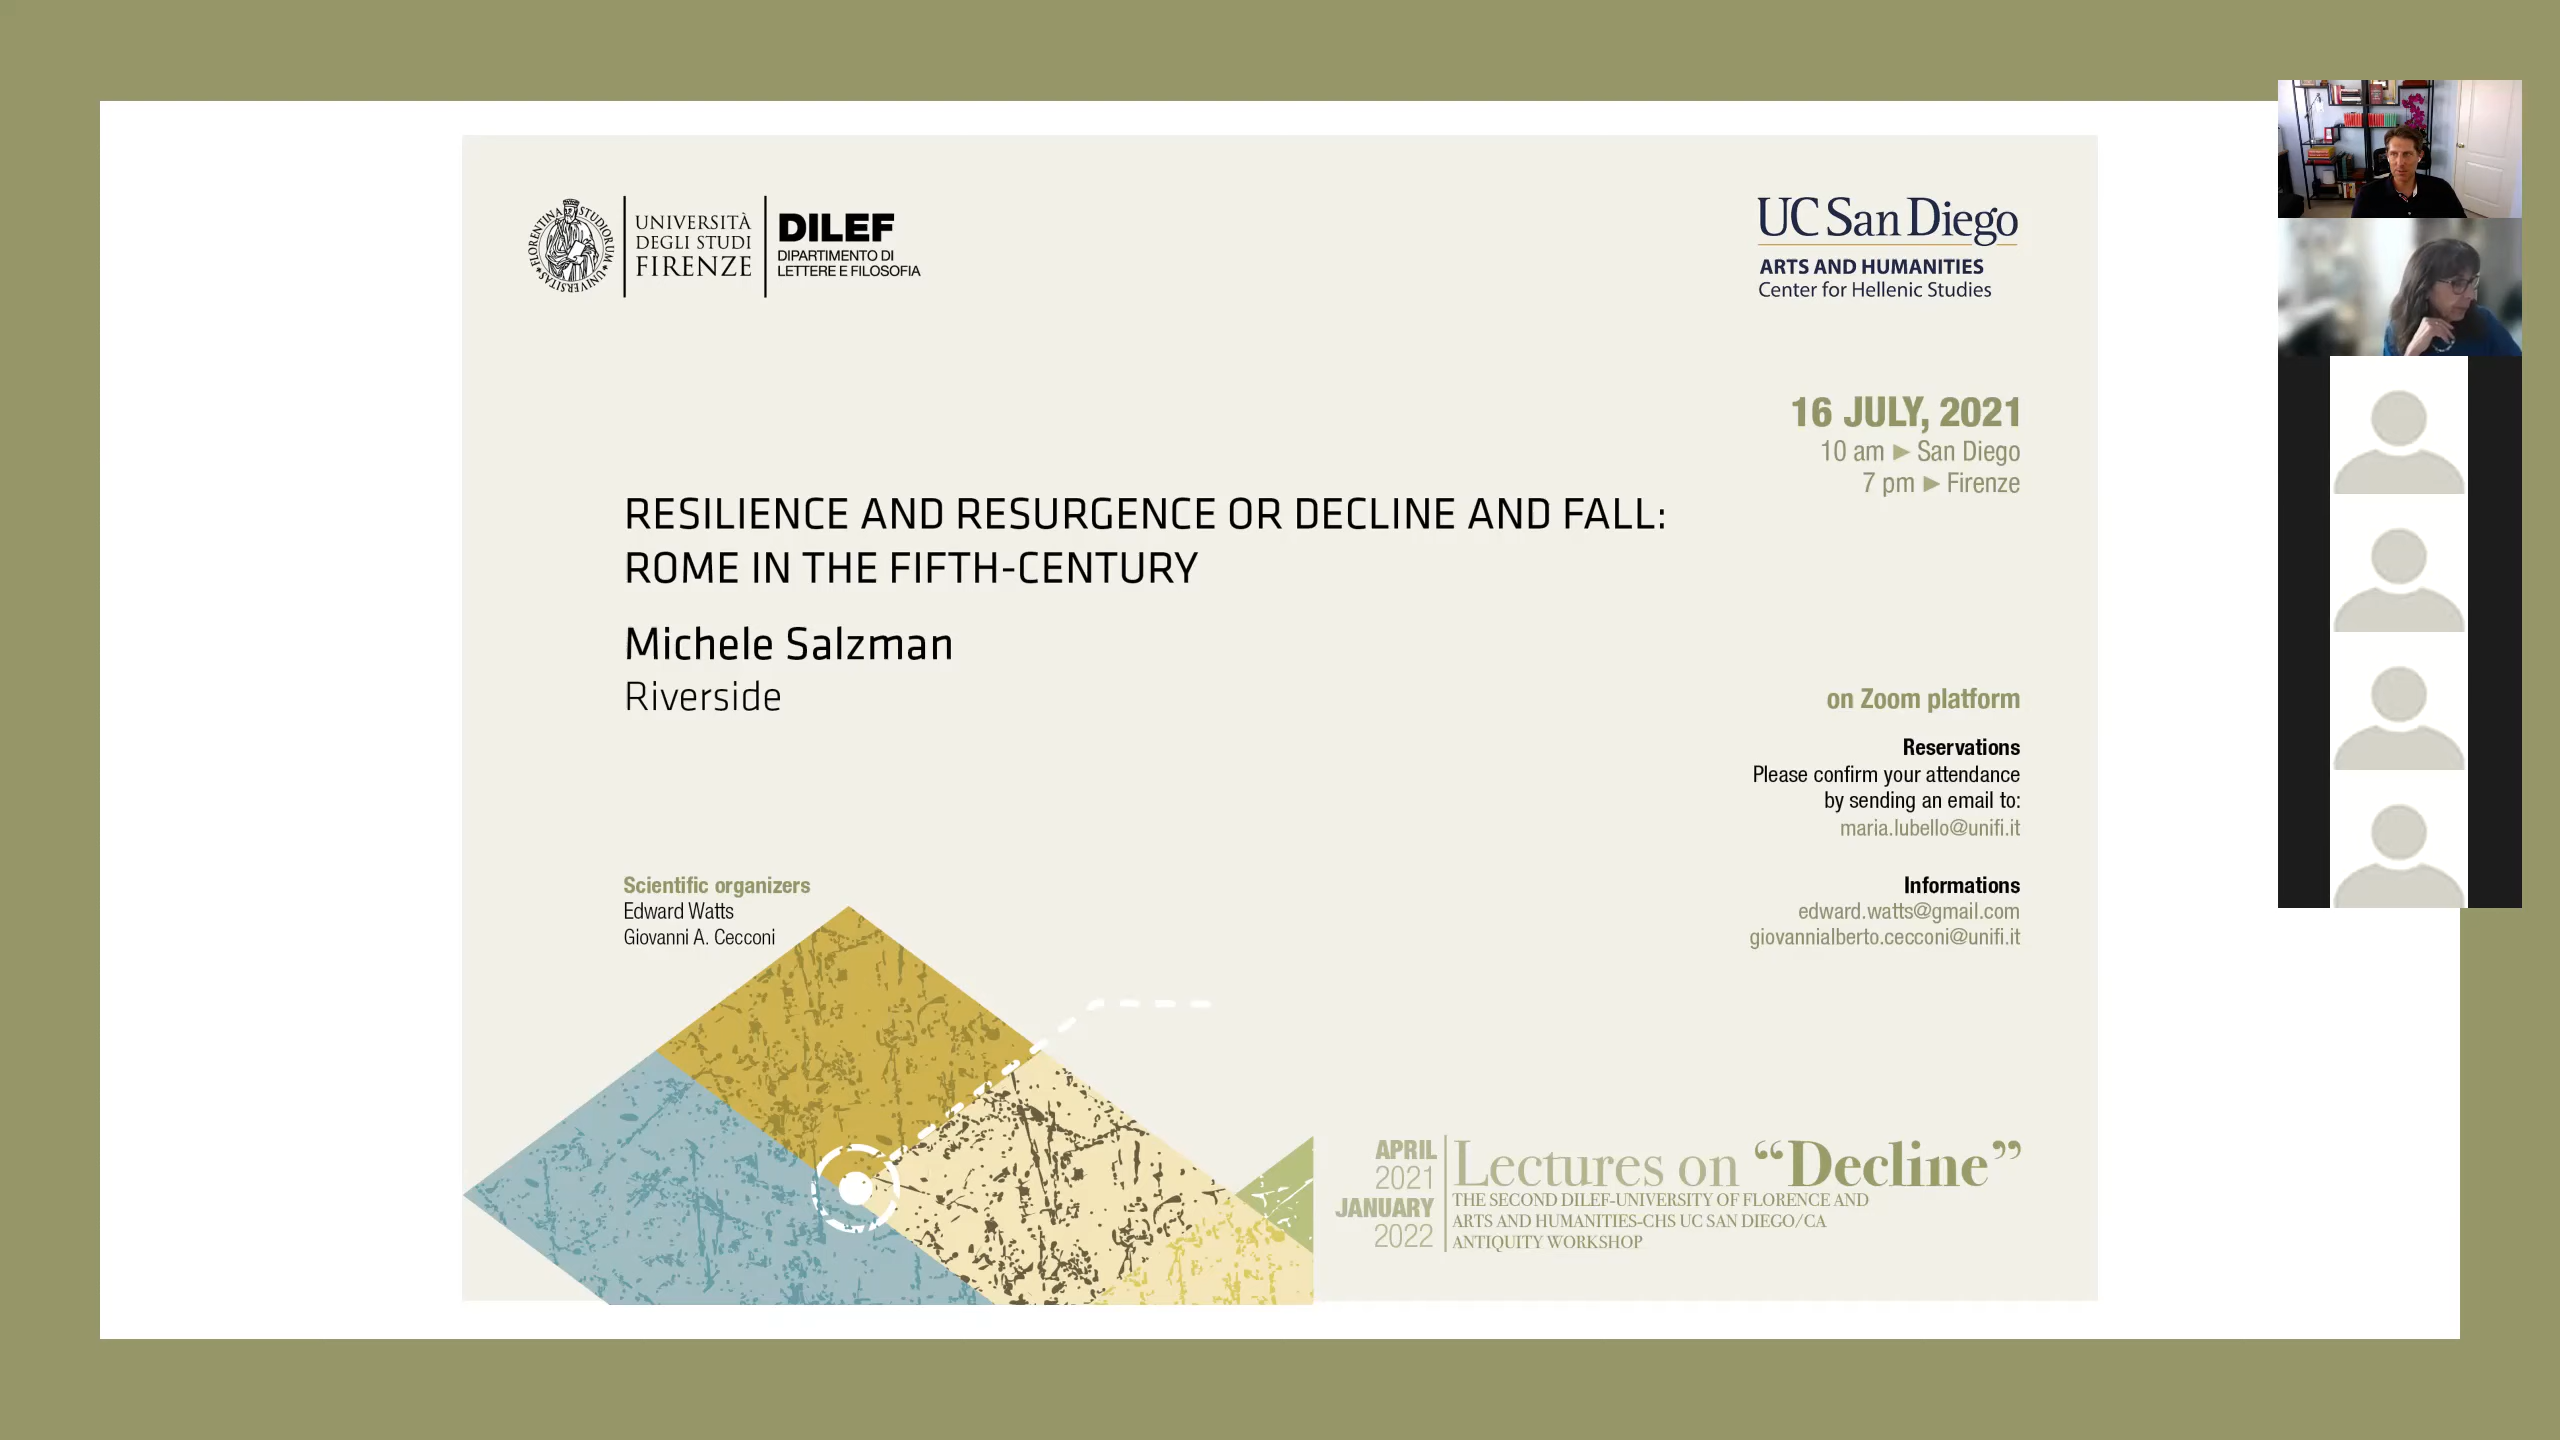 FLORENTINA STUDIORUM UNIVERSITAS
UNIVERSITÀ
DEGLI STUDI
FIRENZE
DILEF
DIPARTIMENTO DI
LETTERE E FILOSOFIA
UC San Diego
ARTS AND HUMANITIES
Center for Hellenic Studies
16 JULY, 2021
10 am ► San Diego
7 pm ► Firenze
RESILIENCE AND RESURGENCE OR DECLINE AND FALL:
ROME IN THE FIFTH-CENTURY
Michele Salzman
Riverside
on Zoom platform
Reservations
Please confirm your attendance
by sending an email to:
maria.lubello@unifi.it
Scientific organizers
Edward Watts
Giovanni A. Cecconi
Informations
edward.watts@gmail.com
giovannialberto.cecconi@unifi.it
APRIL
2021
JANUARY
2022
Lectures on “Decline”
THE SECOND DILEF-UNIVERSITY OF FLORENCE AND
ARTS AND HUMANITIES-CHS UC SAN DIEGO/CA
ANTIQUITY WORKSHOP